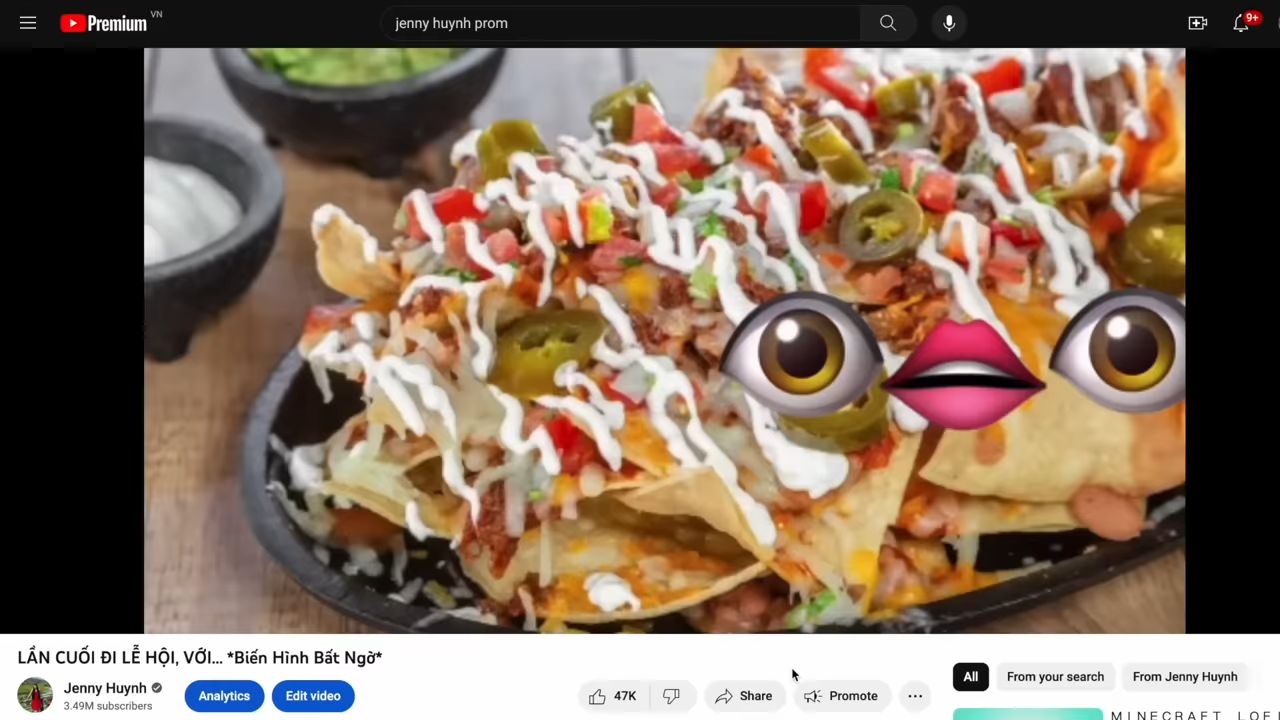 Premium VN
jenny huynh prom
9+
LẦN CUỐI ĐI LỄ HỘI, VỚI... *Biến Hình Bất Ngờ*
Jenny Huynh
3.49M subscribers
Analytics
Edit video
47K
Share
Promote
All
From your search
From Jenny Huynh
MINECRAFT LOFI